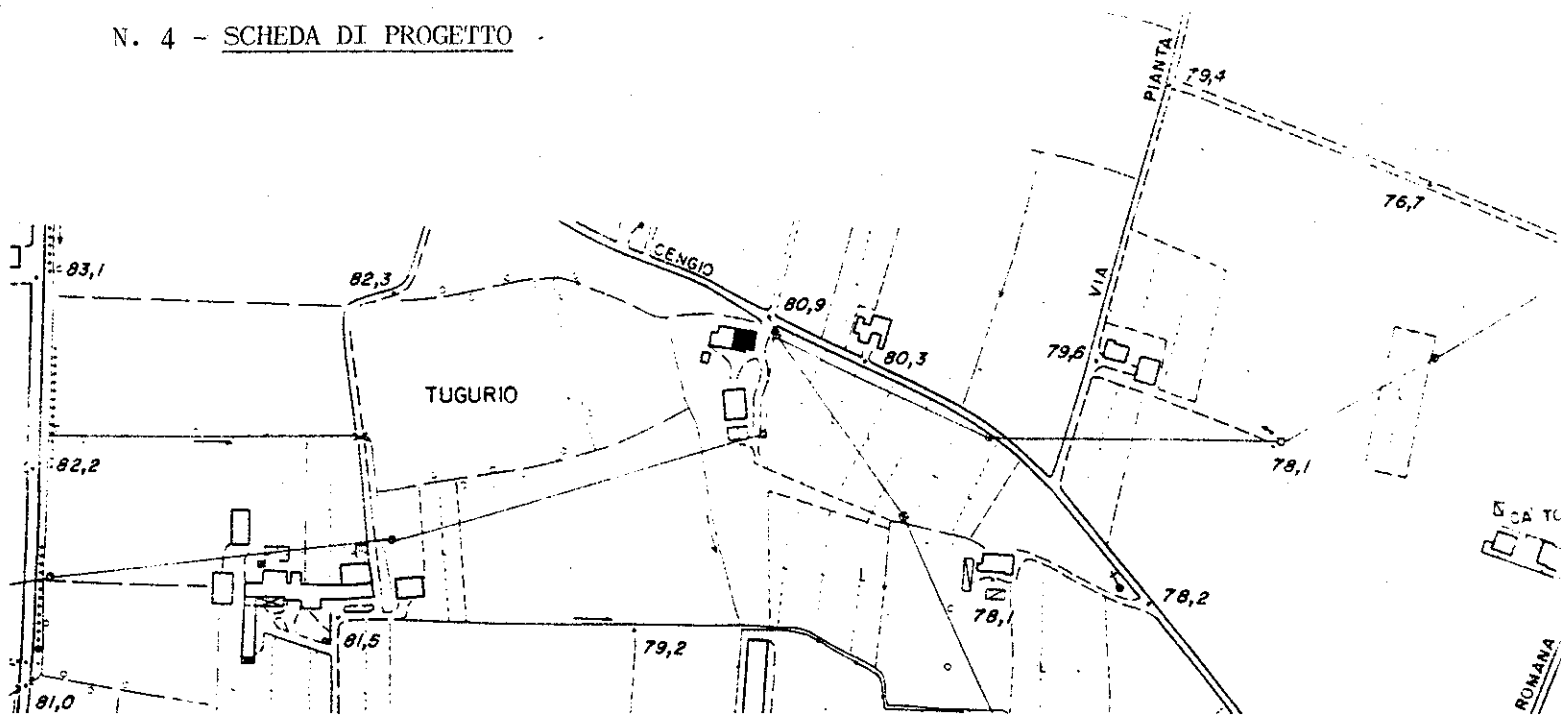 N. 4 - SCHEDA DI PROGETTO
PIANTA
79,4
76,7
83,1
82,3
CENGIO
VIA
80,9
80,3
79,6
TUGURIO
82,2
78,1
CA'
78,1
78,2
81,5
79,2
81,0
ROMANA